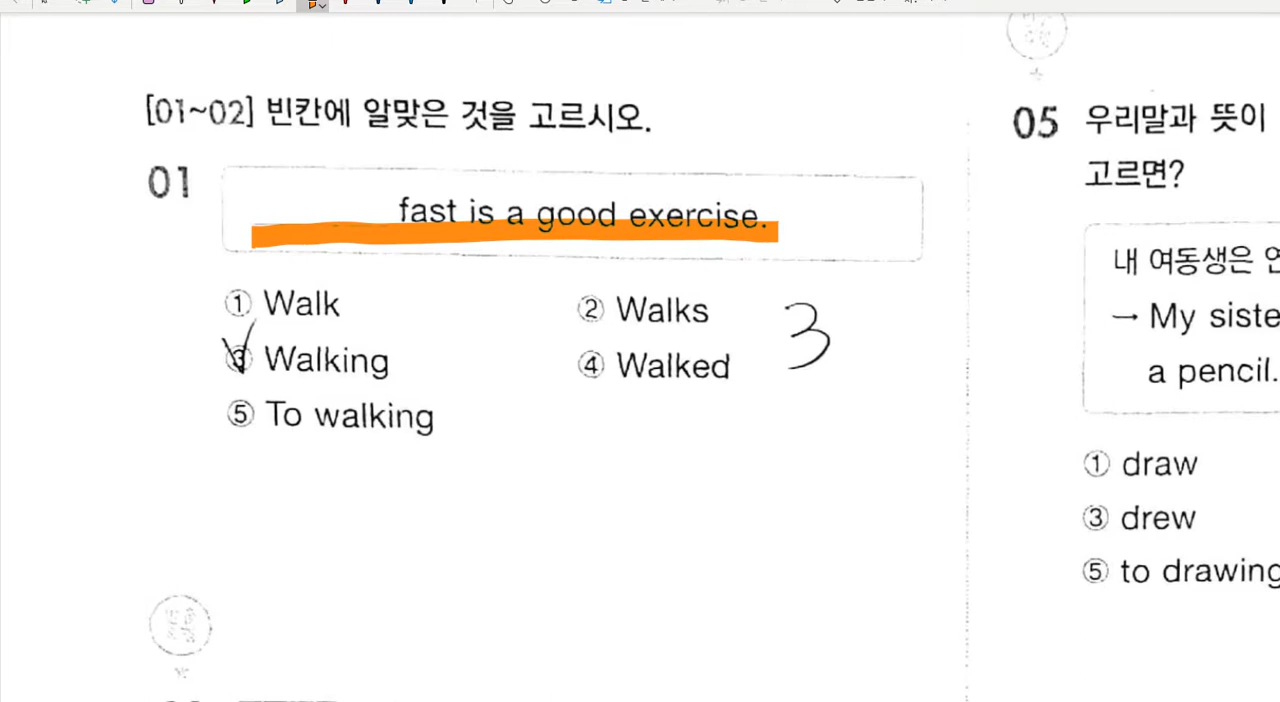 [01~02] 빈칸에 알맞은 것을 고르시오.
01
fast is a good exercise.
① Walk
② Walks
③ Walking
④ Walked
3
⑤ To walking
05 우리말과 뜻이
고르면?
내 여동생은
→ My siste
a pencil.
① draw
③ drew
⑤ to drawing